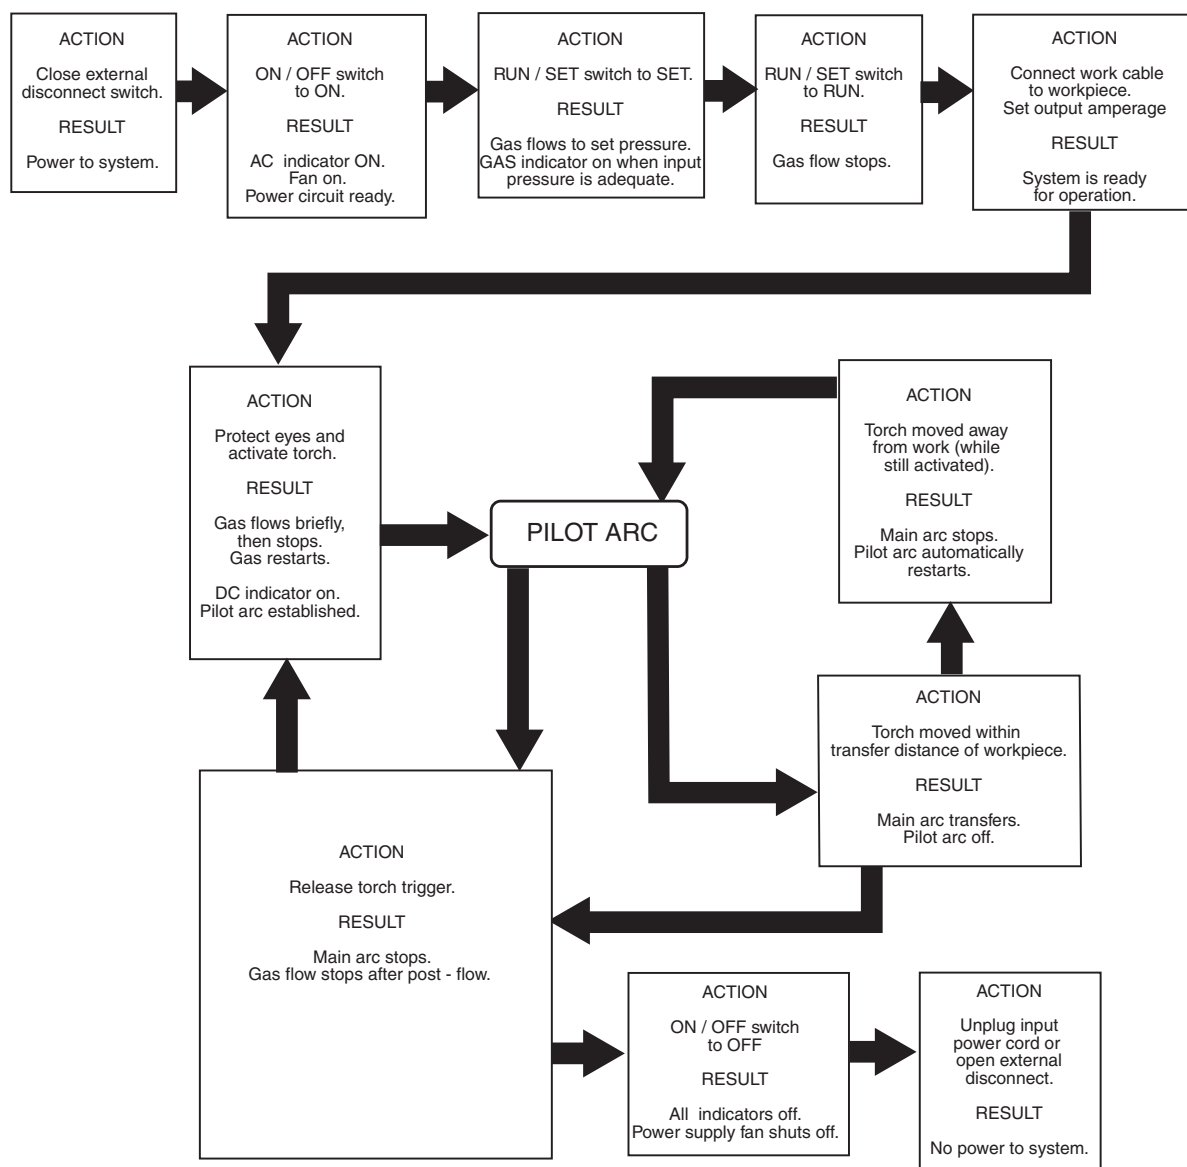 ACTION
Close external
disconnect switch.
RESULT
Power to system.
ACTION
ON / OFF switch
to ON.
RESULT
AC indicator ON.
Fan on.
Power circuit ready.
ACTION
RUN / SET switch to SET.
RESULT
Gas flows to set pressure.
GAS indicator on when input
pressure is adequate.
ACTION
RUN / SET switch
to RUN.
RESULT
Gas flow stops.
ACTION
Connect work cable
to workpiece.
Set output amperage
RESULT
System is ready
for operation.
ACTION
Protect eyes and
activate torch.
RESULT
Gas flows briefly,
then stops.
Gas restarts.
DC indicator on.
Pilot arc established.
PILOT ARC
ACTION
Torch moved away
from work (while
still activated).
RESULT
Main arc stops.
Pilot arc automatically
restarts.
ACTION
Torch moved within
transfer distance of workpiece.
RESULT
Main arc transfers.
Pilot arc off.
ACTION
Release torch trigger.
RESULT
Main arc stops.
Gas flow stops after post - flow.
ACTION
ON / OFF switch
to OFF
RESULT
All indicators off.
Power supply fan shuts off.
ACTION
Unplug input
power cord or
open external
disconnect.
RESULT
No power to system.